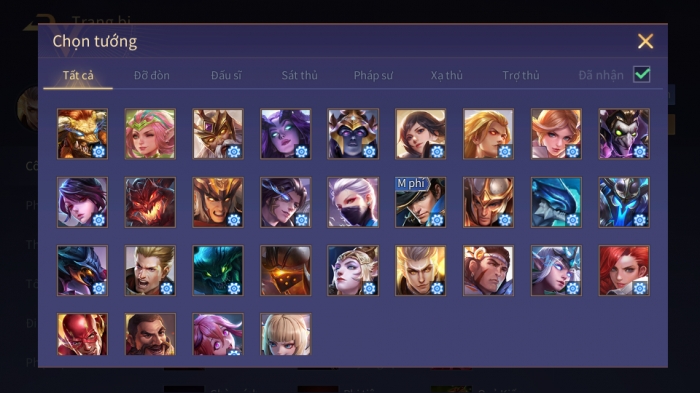 Trang bị
Chọn tướng
Tất cả
Đỡ đòn
Đấu sĩ
Sát thủ
Pháp sư
Xạ thủ
Trợ thủ
Đã nhận
M phí